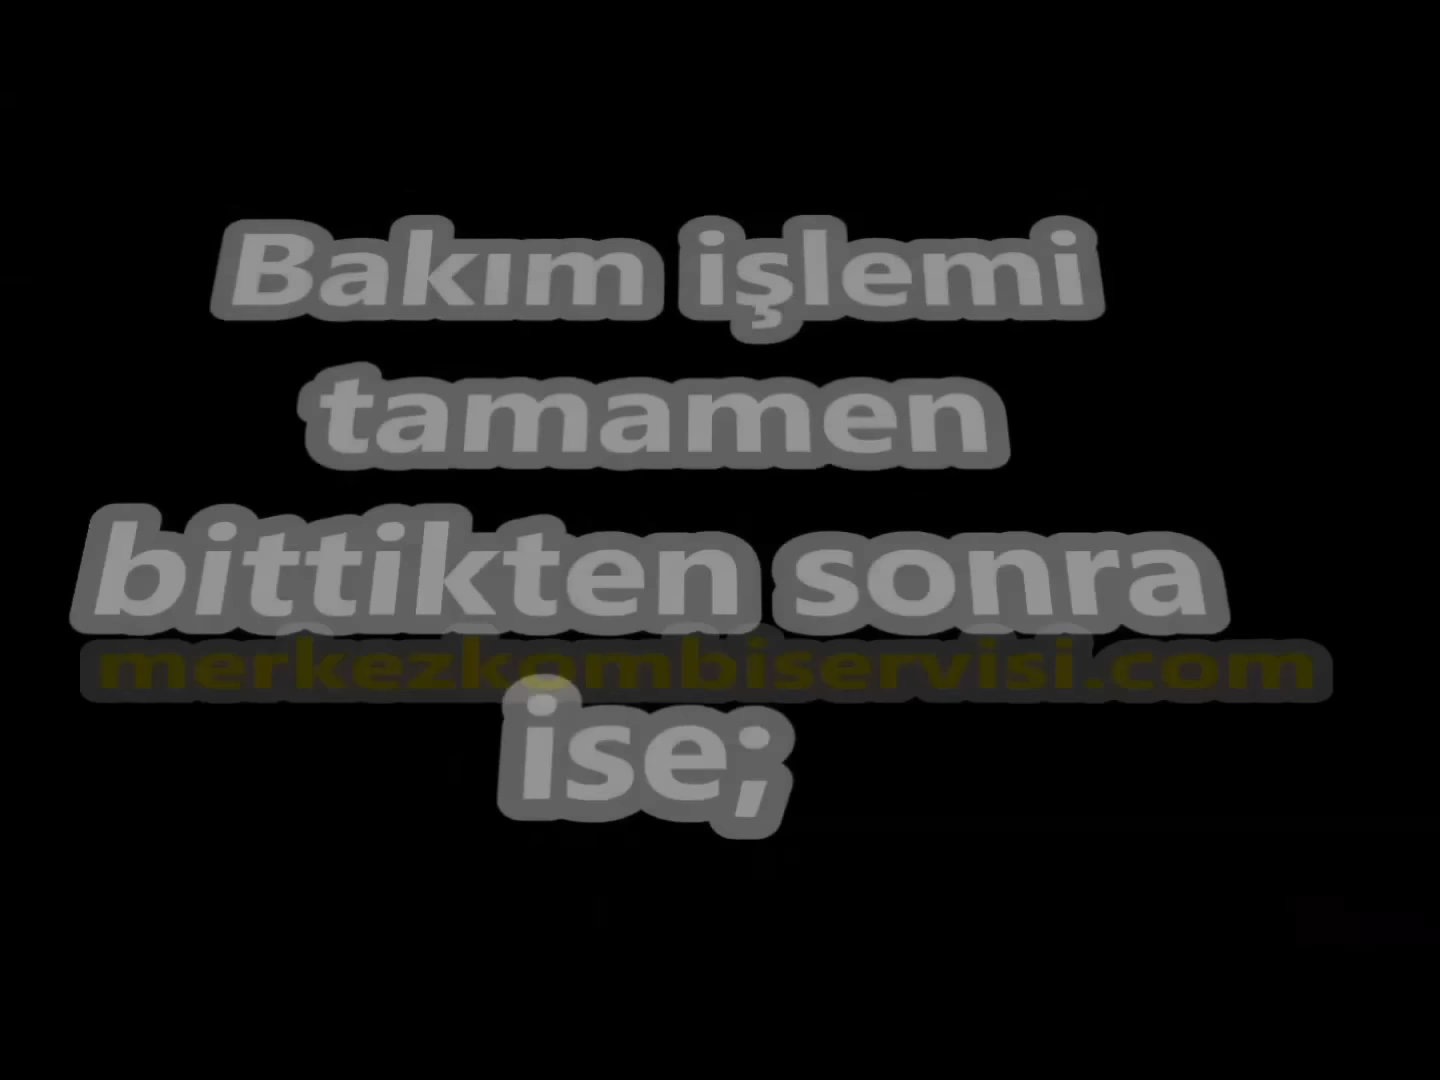 Bakım işlemi
tamamen
bittikten sonra
merkezkombiservisi.com
ise;